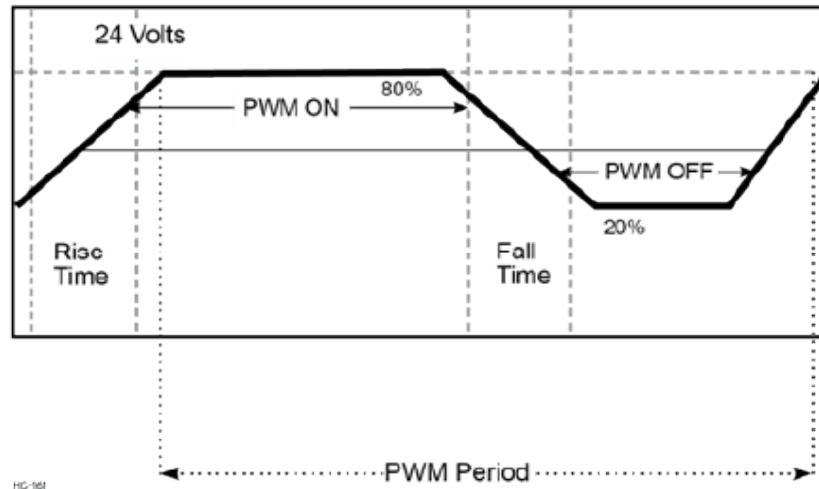 24 Volts
80%
PWM ON
PWM OFF
20%
Rise
Time
Fall
Time
PWM Period